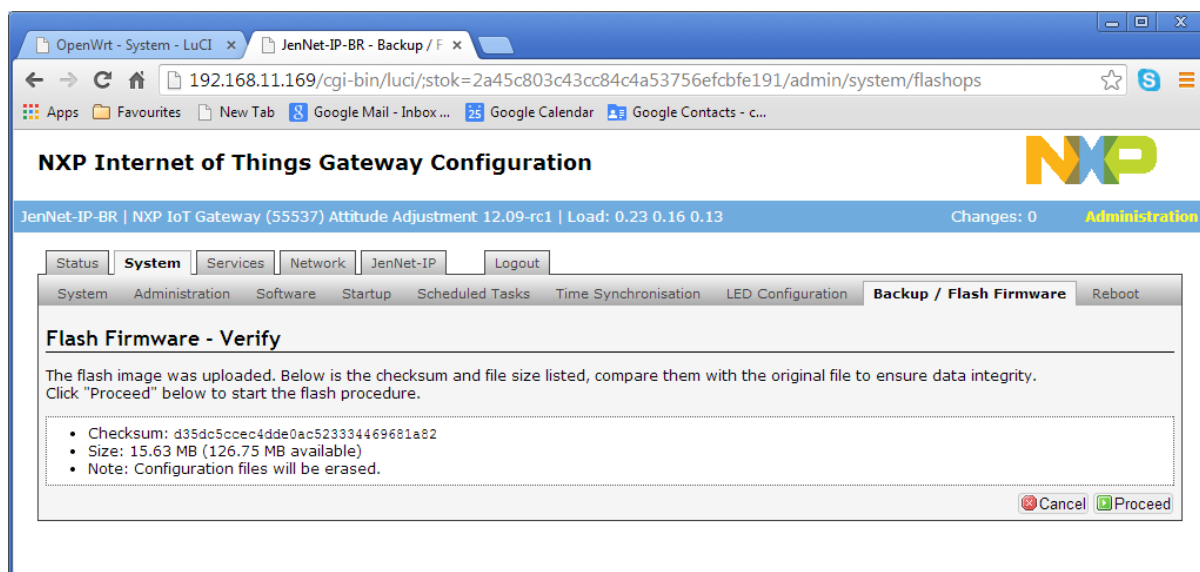 OpenWrt - System - LuCI
JenNet-IP-BR - Backup / F
192.168.11.169/cgi-bin/luci/;stok=2a45c803c43cc84c4a53756efcbfe191/admin/system/flashops
Apps Favourites New Tab Google Mail - Inbox ... 25 Google Calendar Google Contacts - c...
NXP Internet of Things Gateway Configuration
NXP
JenNet-IP-BR | NXP IoT Gateway (55537) Attitude Adjustment 12.09-rc1 | Load: 0.23 0.16 0.13 Changes: 0 Administration
Status System Services Network JenNet-IP Logout
System Administration Software Startup Scheduled Tasks Time Synchronisation LED Configuration Backup / Flash Firmware Reboot
Flash Firmware - Verify
The flash image was uploaded. Below is the checksum and file size listed, compare them with the original file to ensure data integrity.
Click "Proceed" below to start the flash procedure.
Checksum: d35dc5ccec4dde0ac523334469681a82
Size: 15.63 MB (126.75 MB available)
Note: Configuration files will be erased.
Cancel Proceed